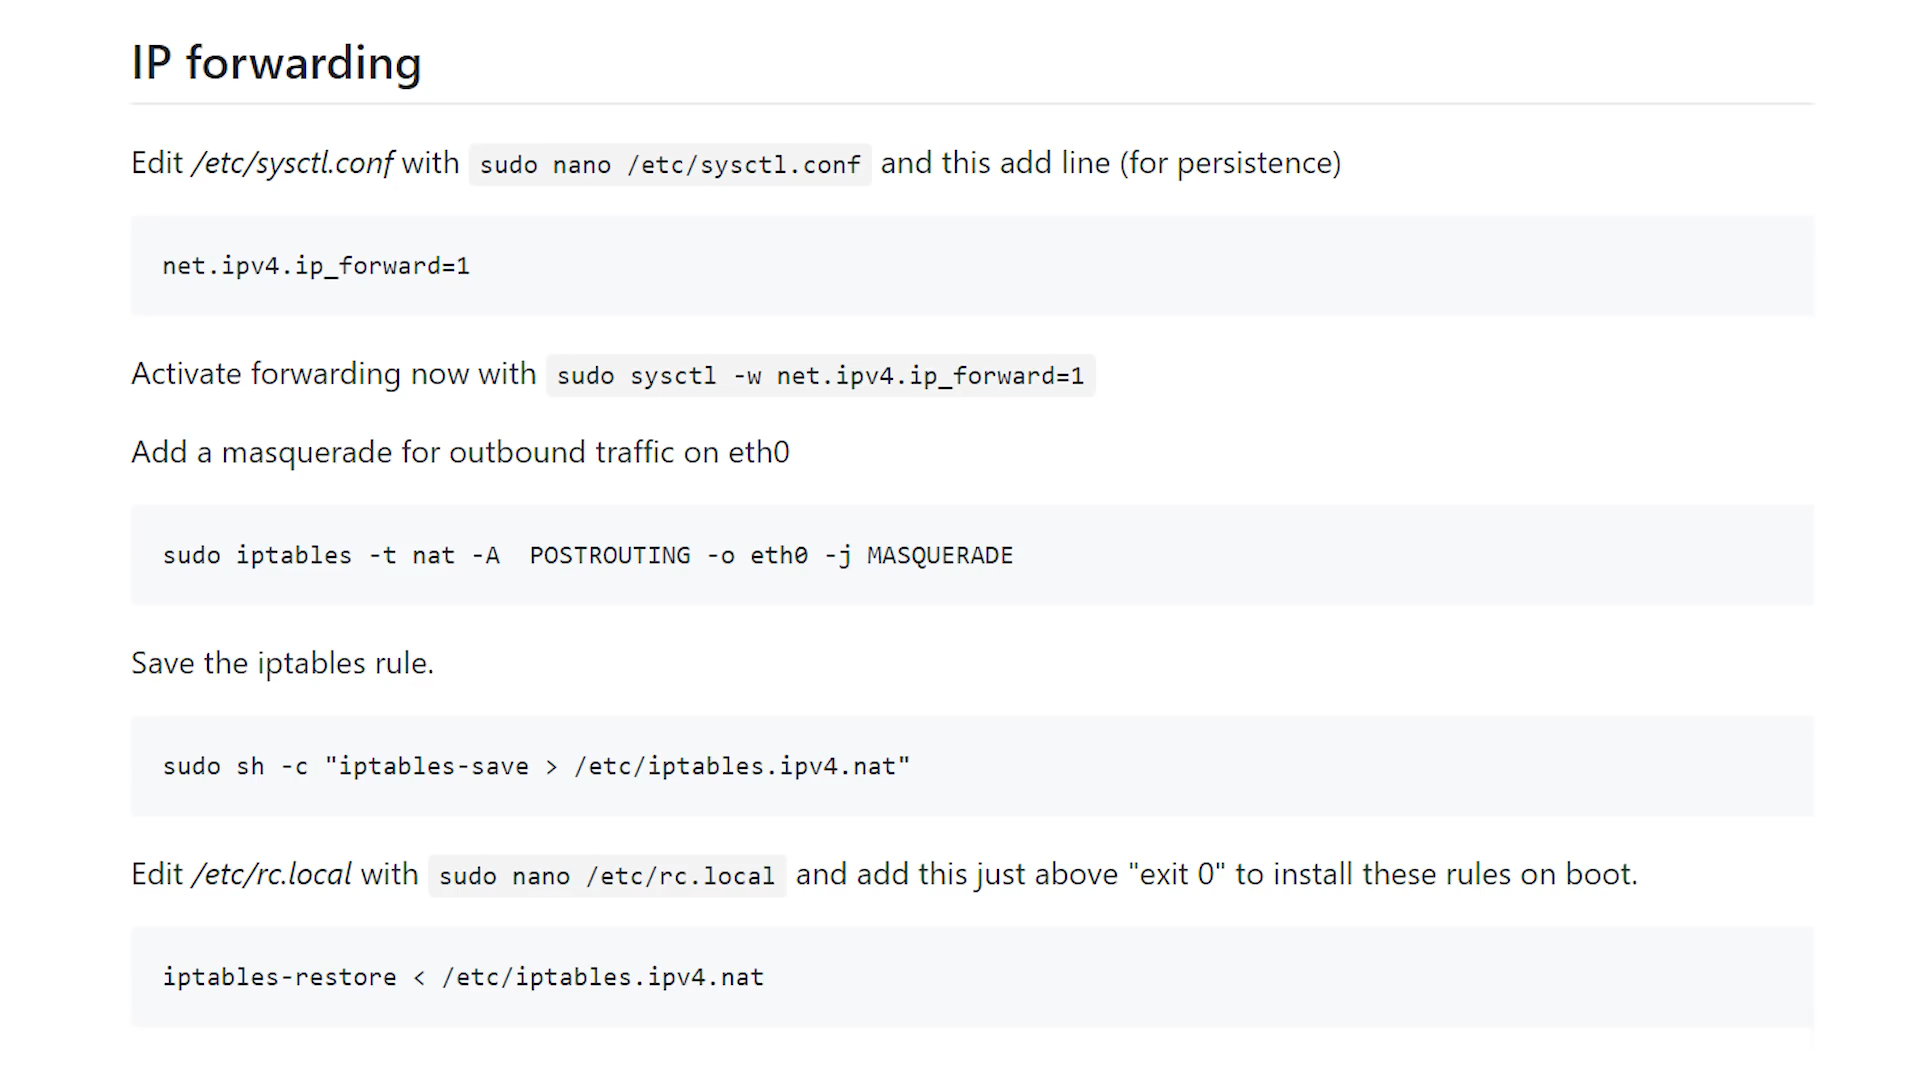 IP forwarding
Edit /etc/sysctl.conf with sudo nano /etc/sysctl.conf and this add line (for persistence)
net.ipv4.ip_forward=1
Activate forwarding now with sudo sysctl -w net.ipv4.ip_forward=1
Add a masquerade for outbound traffic on eth0
sudo iptables -t nat -A  POSTROUTING -o eth0 -j MASQUERADE
Save the iptables rule.
sudo sh -c "iptables-save > /etc/iptables.ipv4.nat"
Edit /etc/rc.local with sudo nano /etc/rc.local and add this just above "exit 0" to install these rules on boot.
iptables-restore < /etc/iptables.ipv4.nat